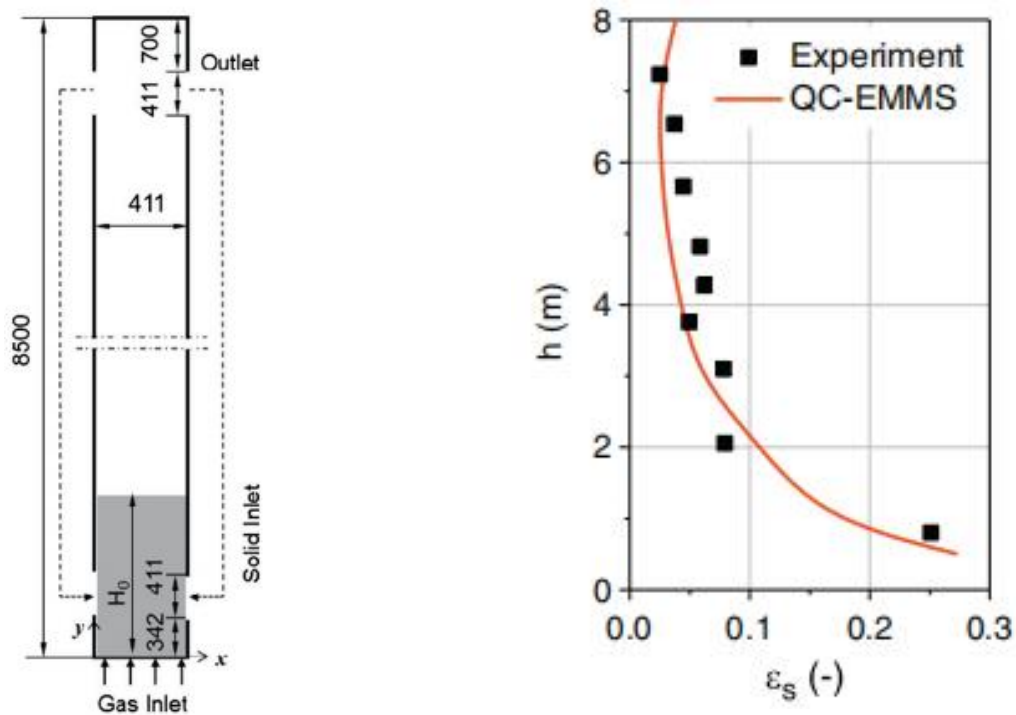 700
Outlet
411
411
8500
Solid Inlet
H₀
411
342
y
x
Gas Inlet
8
6
4
2
0
h (m)
Experiment
QC-EMMS
0.0 0.1 0.2 0.3
εs (-)